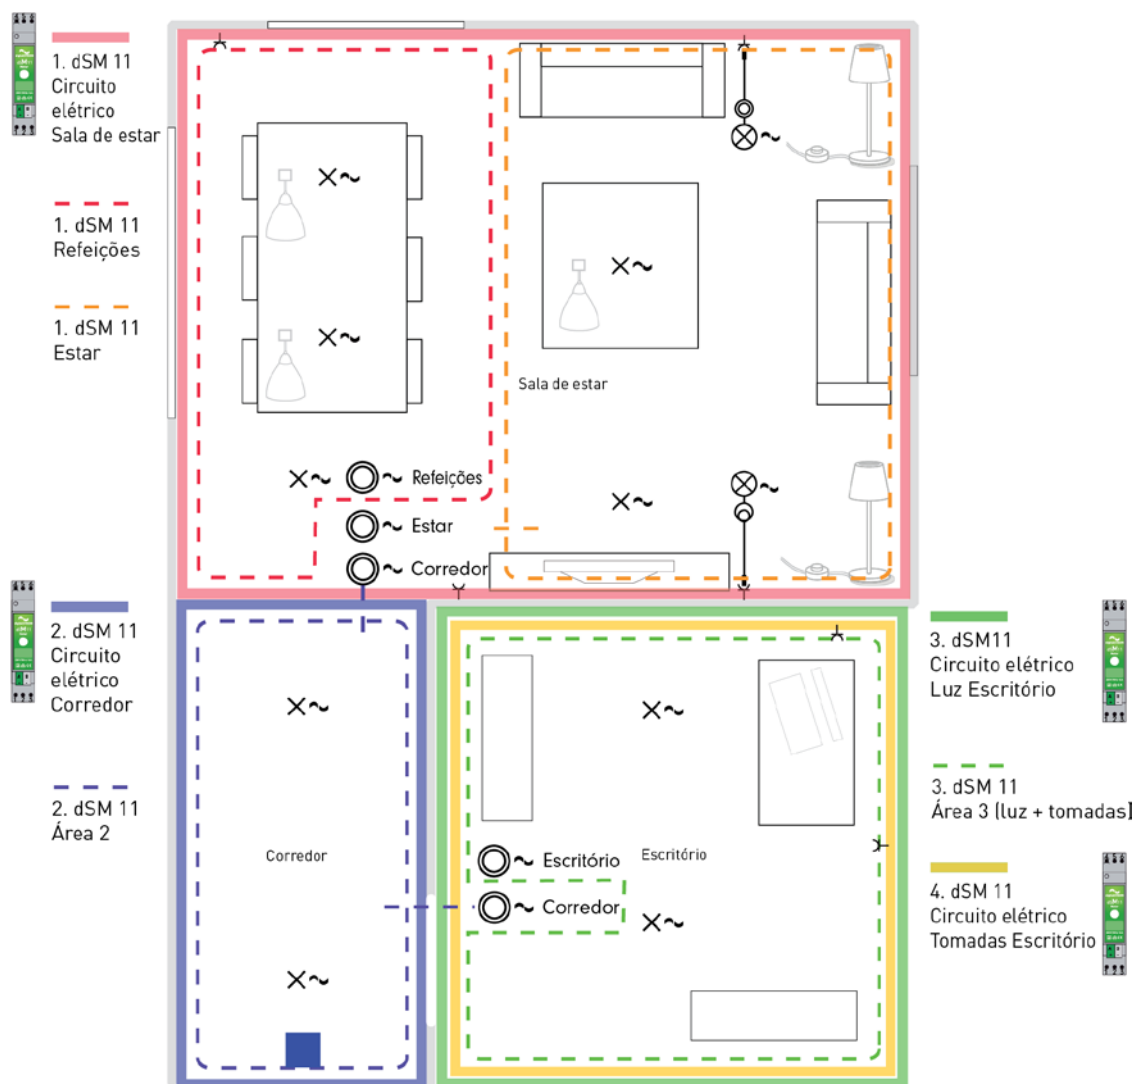 1. dSM 11
Circuito
elétrico
Sala de estar
1. dSM 11
Refeições
1. dSM 11
Estar
Sala de estar
Refeições
Estar
Corredor
2. dSM 11
Circuito
elétrico
Corredor
2. dSM 11
Área 2
Corredor
Escritório
Escritório
Corredor
3. dSM11
Circuito elétrico
Luz Escritório
3. dSM 11
Área 3 (luz + tomadas)
4. dSM 11
Circuito elétrico
Tomadas Escritório